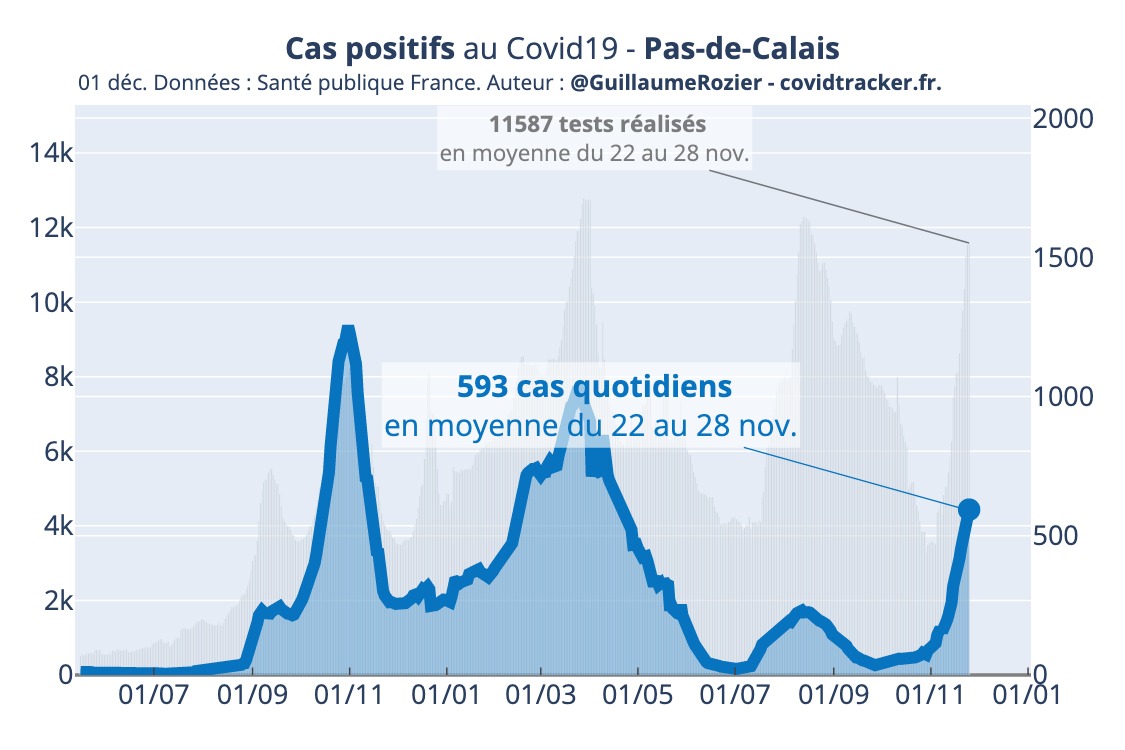 Cas positifs au Covid19 - Pas-de-Calais
01 déc. Données : Santé publique France. Auteur : @GuillaumeRozier - covidtracker.fr.
11587 tests réalisés
en moyenne du 22 au 28 nov.
593 cas quotidiens
en moyenne du 22 au 28 nov.
14k
12k
10k
8k
6k
4k
2k
0
2000
1500
1000
500
0
01/07
01/09
01/11
01/01
01/03
01/05
01/07
01/09
01/11
01/01